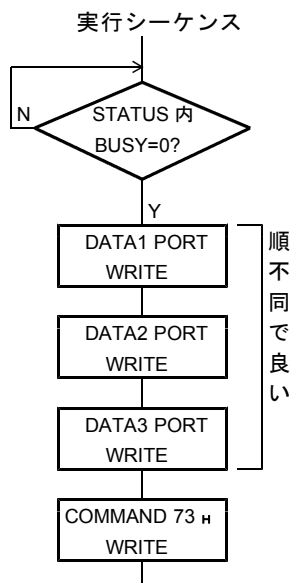 実行シーケンス
N
STATUS 内
BUSY=0?
Y
DATA1 PORT
WRITE
DATA2 PORT
WRITE
DATA3 PORT
WRITE
順不同で良い
COMMAND 73 H
WRITE